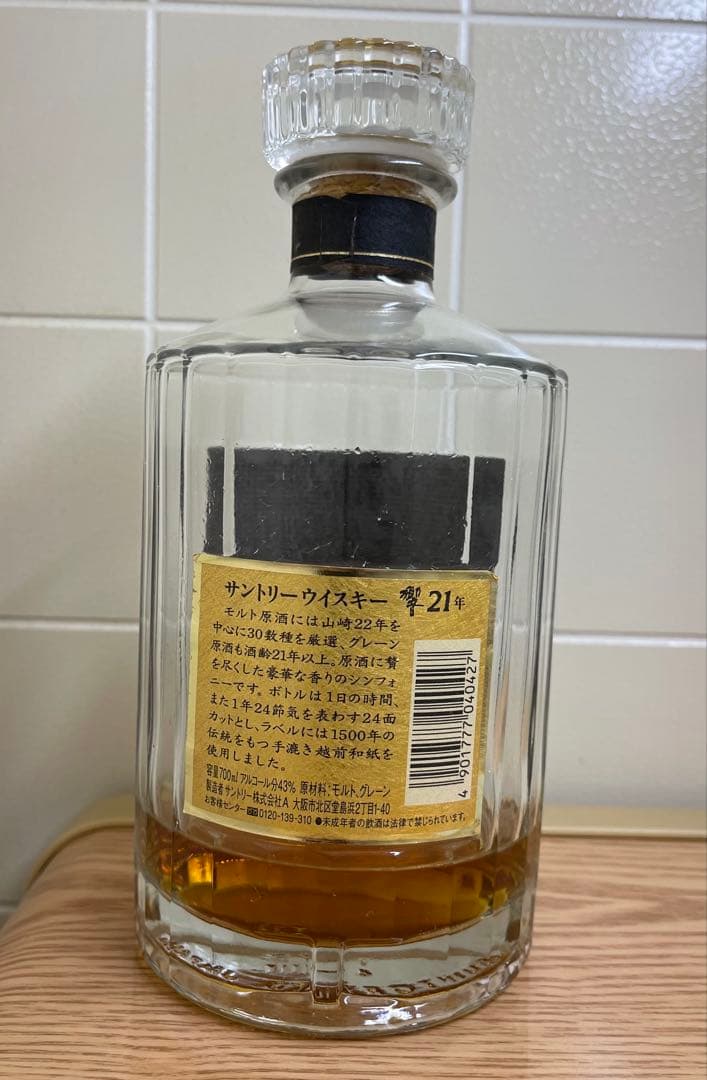 サントリーウイスキー 響 21年
モルト原酒には山崎22年を
中心に30数種を厳選、グレーン
原酒も酒齢21年以上。原酒に贅
を尽くした豪華な香りのシンフォ
ニーです。ボトルは1日の時間、
また1年24節気を表わす24面
カットとし、ラベルには1500年の
伝統をもつ手漉き越前和紙を
使用しました。
容量700ml アルコール分43% 原材料:モルト、グレーン
製造者 サントリー株式会社A 大阪市北区堂島浜2丁目1-40
お客様センター 0120-139-310 ●未成年者の飲酒は法律で禁じられています。
4 901777 040427